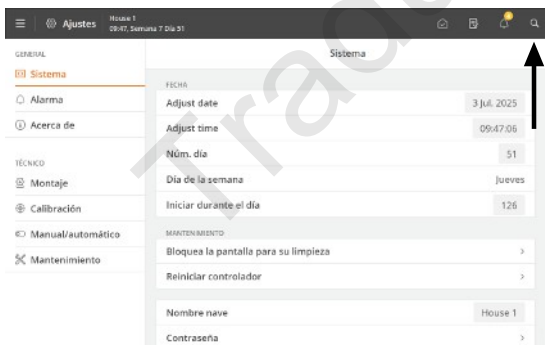 Ajustes
House 1
09:47, Semana 7 Día 51
GENERAL
Sistema
Alarma
Acerca de
TÉCNICO
Montaje
Calibración
Manual/automático
Mantenimiento
Sistema
FECHA
Adjust date 3 Jul. 2025
Adjust time 09:47:06
Núm. día 51
Día de la semana Jueves
Iniciar durante el día 126
MANTENIMIENTO
Bloquea la pantalla para su limpieza
Reiniciar controlador
Nombre nave House 1
Contraseña
Trad